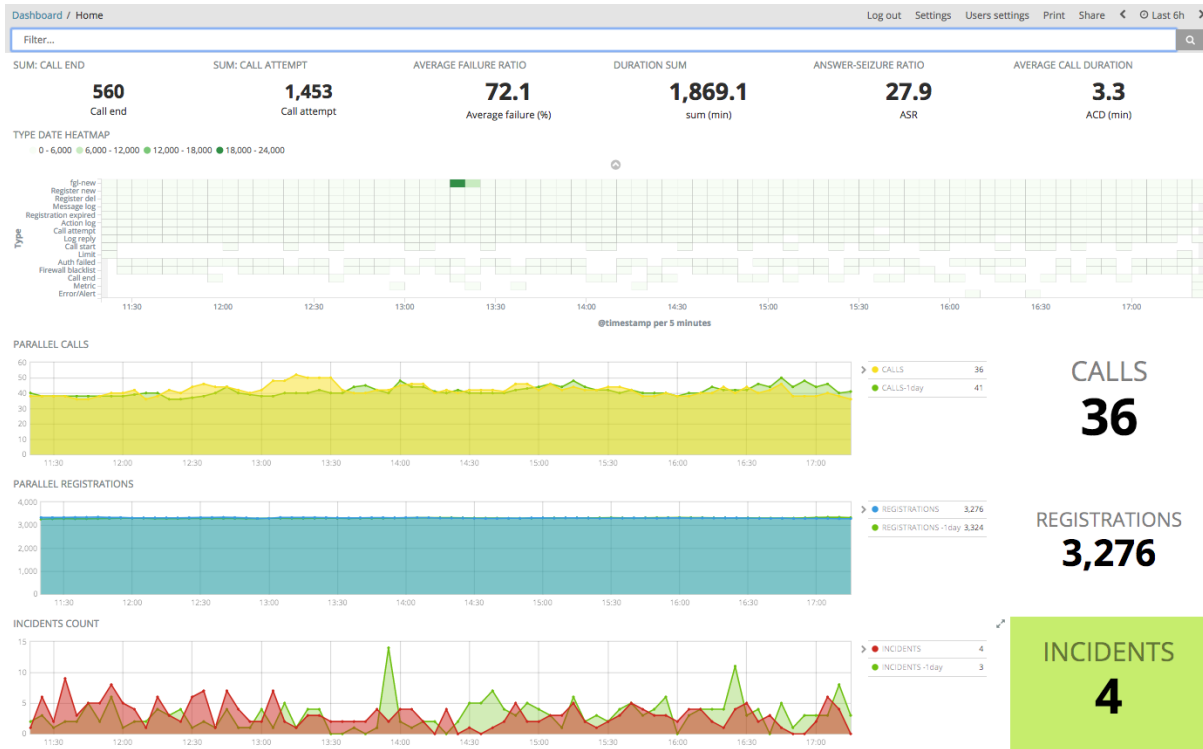 Dashboard / Home
Log out Settings Users settings Print Share Last 6h
Filter...
SUM: CALL END SUM: CALL ATTEMPT AVERAGE FAILURE RATIO DURATION SUM ANSWER-SEIZURE RATIO AVERAGE CALL DURATION
560 1,453 72.1 1,869.1 27.9 3.3
Call end Call attempt Average failure (%) sum (min) ASR ACD (min)
TYPE DATE HEATMAP
0 - 6,000 6,000 - 12,000 12,000 - 18,000 18,000 - 24,000
Type
fgl-new
Register new
Register del
Message log
Registration expired
Action log
Call attempt
Log reply
Call start
Limit
Auth failed
Firewall blacklist
Call end
Metric
Error/Alert
11:30 12:00 12:30 13:00 13:30 14:00 14:30 15:00 15:30 16:00 16:30 17:00
@timestamp per 5 minutes
PARALLEL CALLS
60
50
40
30
20
10
0
11:30 12:00 12:30 13:00 13:30 14:00 14:30 15:00 15:30 16:00 16:30 17:00
CALLS 36
CALLS-1day 41
CALLS
36
PARALLEL REGISTRATIONS
4,000
3,000
2,000
1,000
0
11:30 12:00 12:30 13:00 13:30 14:00 14:30 15:00 15:30 16:00 16:30 17:00
REGISTRATIONS 3,276
REGISTRATIONS -1day 3,324
REGISTRATIONS
3,276
INCIDENTS COUNT
15
10
5
0
11:30 12:00 12:30 13:00 13:30 14:00 14:30 15:00 15:30 16:00 16:30 17:00
INCIDENTS 4
INCIDENTS -1day 3
INCIDENTS
4